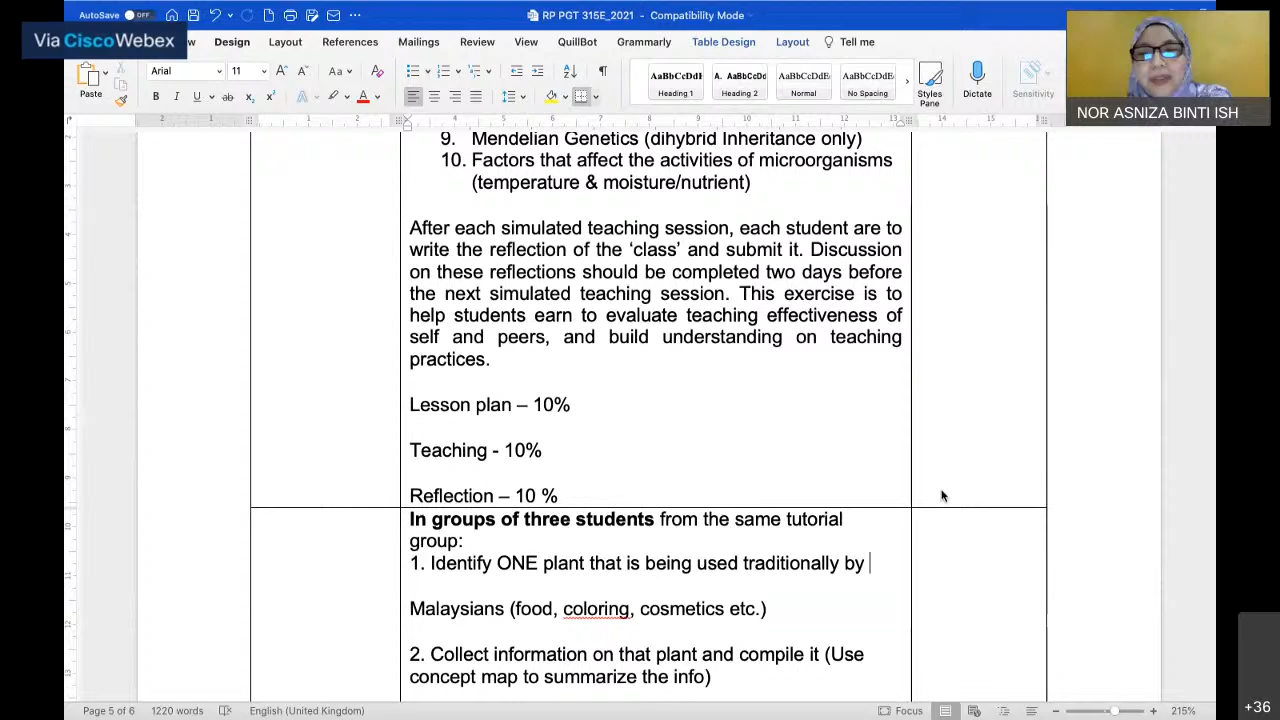 AutoSave OFF
RP PGT 315E_2021 - Compatibility Mode
Via CiscoWebex
Design Layout References Mailings Review View QuillBot Grammarly Table Design Layout Tell me
Paste
Arial 11
AaBbCcDdE AaBbCcDdE
Heading 1 Heading 2 Normal No Spacing
Styles
Pane
Dictate
Sensitivity
NOR ASNIZA BINTI ISH
9. Mendelian Genetics (dihybrid Inheritance only)
10. Factors that affect the activities of microorganisms
(temperature & moisture/nutrient)
After each simulated teaching session, each student are to
write the reflection of the ‘class’ and submit it. Discussion
on these reflections should be completed two days before
the next simulated teaching session. This exercise is to
help students earn to evaluate teaching effectiveness of
self and peers, and build understanding on teaching
practices.
Lesson plan – 10%
Teaching - 10%
Reflection – 10 %
In groups of three students from the same tutorial
group:
1. Identify ONE plant that is being used traditionally by
Malaysians (food, coloring, cosmetics etc.)
2. Collect information on that plant and compile it (Use
concept map to summarize the info)
Page 5 of 6 1220 words English (United Kingdom) Focus 215%
+36